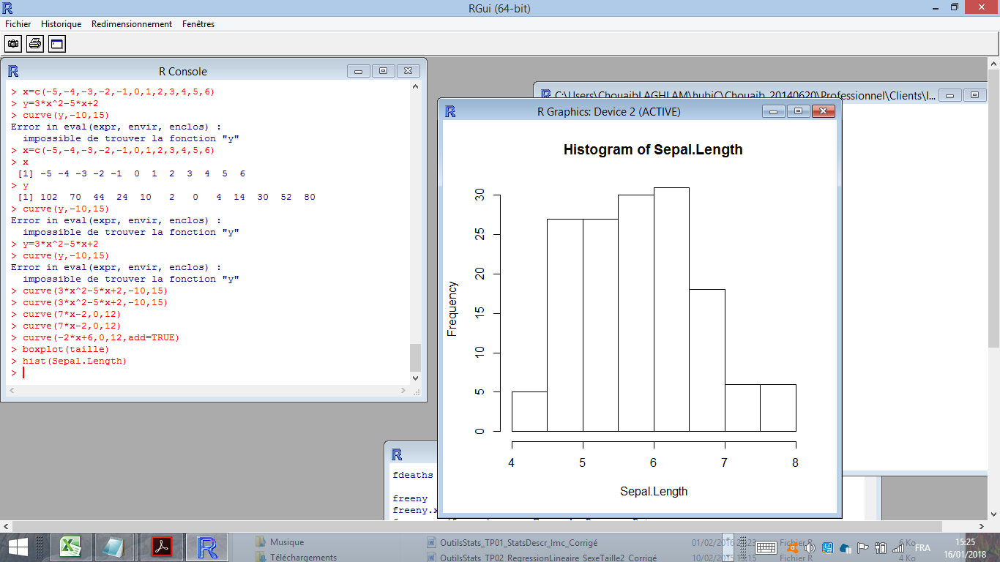 RGui (64-bit)
Fichier Historique Redimensionnement Fenêtres
R Console
> x=c(-5,-4,-3,-2,-1,0,1,2,3,4,5,6)
> y=3*x^2-5*x+2
> curve(y,-10,15)
Error in eval(expr, envir, enclos) :
  impossible de trouver la fonction "y"
> x=c(-5,-4,-3,-2,-1,0,1,2,3,4,5,6)
> x
 [1] -5 -4 -3 -2 -1  0  1  2  3  4  5  6
> y
 [1] 102  70  44  24  10   2   0   4  14  30  52  80
> curve(y,-10,15)
Error in eval(expr, envir, enclos) :
  impossible de trouver la fonction "y"
> y=3*x^2-5*x+2
> curve(y,-10,15)
Error in eval(expr, envir, enclos) :
  impossible de trouver la fonction "y"
> curve(3*x^2-5*x+2,-10,15)
> curve(3*x^2-5*x+2,-10,15)
> curve(7*x-2,0,12)
> curve(7*x-2,0,12)
> curve(-2*x+6,0,12,add=TRUE)
> boxplot(taille)
> hist(Sepal.Length)
>
C:\Users\ChouaibLAGHLAM\hubiC\Chouaib_20140620\Professionnel\Clients\I...
R Graphics: Device 2 (ACTIVE)
Histogram of Sepal.Length
Frequency
30
25
20
15
10
5
0
4 5 6 7 8
Sepal.Length
fdeaths
freeny
freeny.x
Musique
Téléchargements
OutilsStats_TP01_StatsDescr_Imc_Corrigé
OutilsStats_TP02_RegressionLineaire_SexeTaille2_Corrigé
01/02/2016
Fichier R
6 Ko
10/02/2016
Fichier R
4 Ko
FRA
15:25
16/01/2018